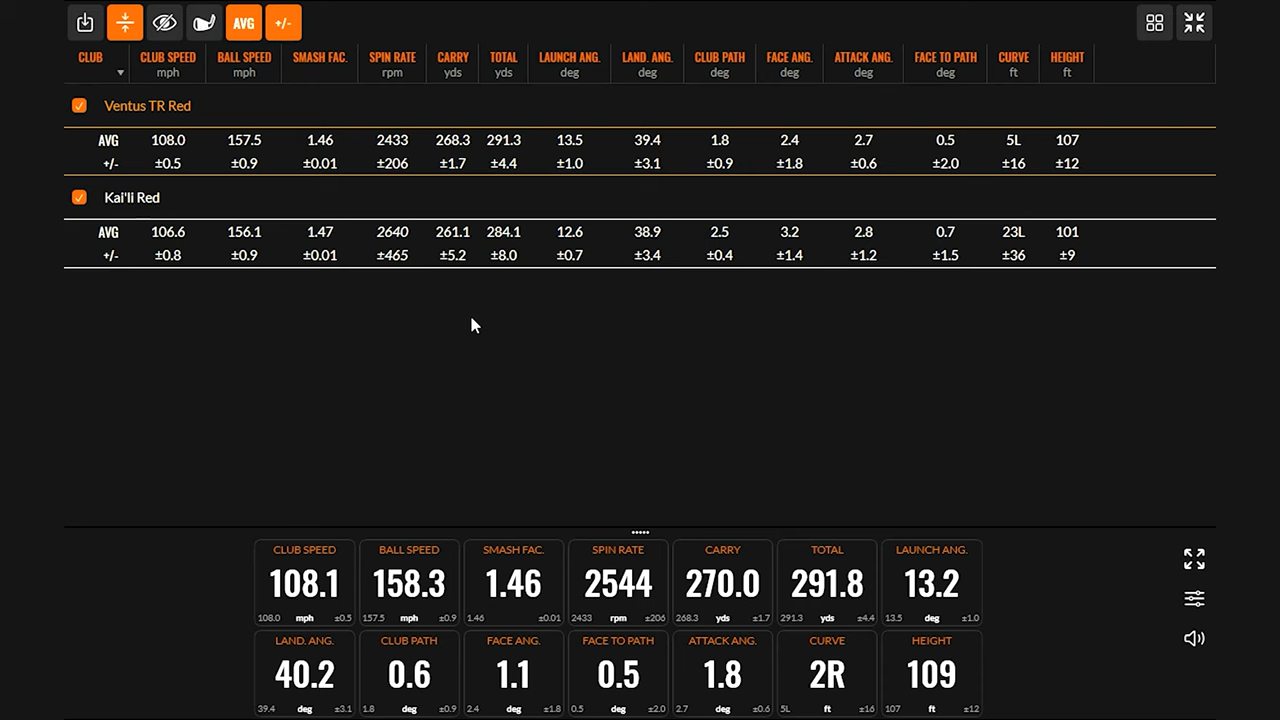 AVG +/-
CLUB CLUB SPEED BALL SPEED SMASH FAC. SPIN RATE CARRY TOTAL LAUNCH ANG. LAND. ANG. CLUB PATH FACE ANG. ATTACK ANG. FACE TO PATH CURVE HEIGHT
mph mph rpm yds yds deg deg deg deg deg deg ft ft
Ventus TR Red
AVG 108.0 157.5 1.46 2433 268.3 291.3 13.5 39.4 1.8 2.4 2.7 0.5 5L 107
+/- ±0.5 ±0.9 ±0.01 ±206 ±1.7 ±4.4 ±1.0 ±3.1 ±0.9 ±1.8 ±0.6 ±2.0 ±16 ±12
Kai'li Red
AVG 106.6 156.1 1.47 2640 261.1 284.1 12.6 38.9 2.5 3.2 2.8 0.7 23L 101
+/- ±0.8 ±0.9 ±0.01 ±465 ±5.2 ±8.0 ±0.7 ±3.4 ±0.4 ±1.4 ±1.2 ±1.5 ±36 ±9
CLUB SPEED BALL SPEED SMASH FAC. SPIN RATE CARRY TOTAL LAUNCH ANG.
108.1 158.3 1.46 2544 270.0 291.8 13.2
108.0 mph ±0.5 157.5 mph ±0.9 1.46 ±0.01 2433 rpm ±206 268.3 yds ±1.7 291.3 yds ±4.4 13.5 deg ±1.0
LAND. ANG. CLUB PATH FACE ANG. FACE TO PATH ATTACK ANG. CURVE HEIGHT
40.2 0.6 1.1 0.5 1.8 2R 109
39.4 deg ±3.1 1.8 deg ±0.9 2.4 deg ±1.8 0.5 deg ±2.0 2.7 deg ±0.6 5L ft ±16 107 ft ±12